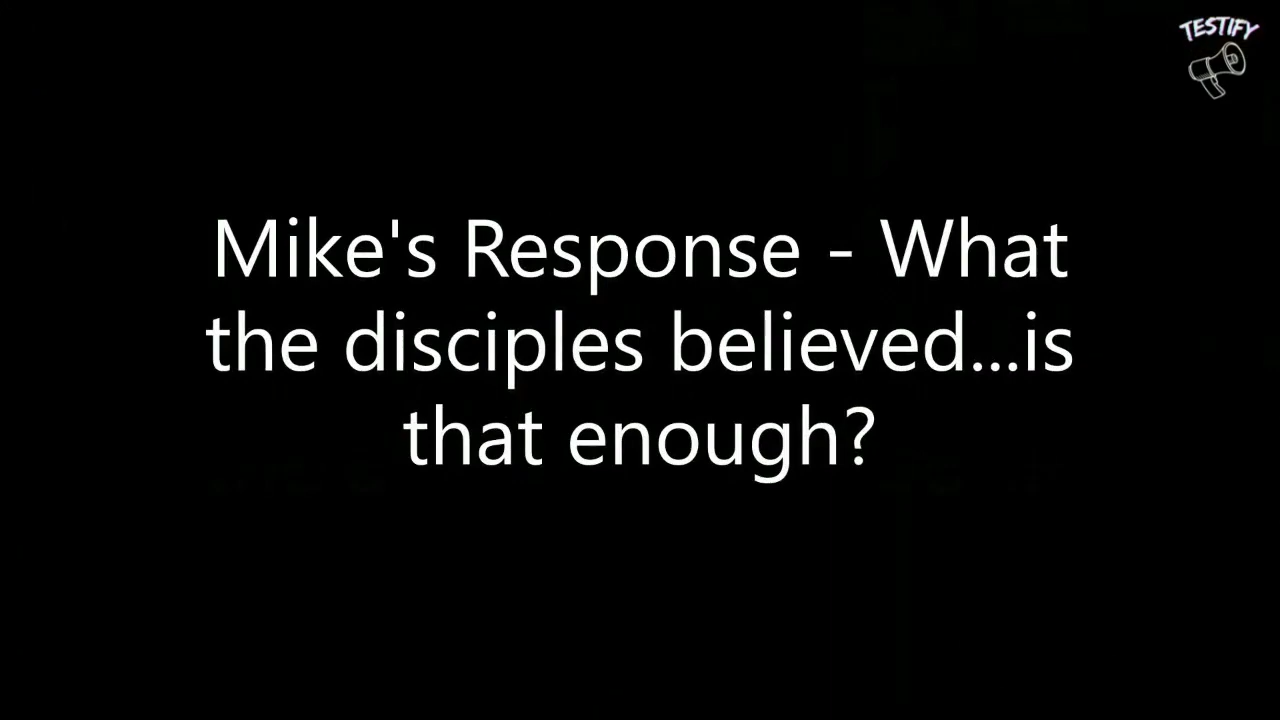 TESTIFY
Mike's Response - What
the disciples believed...is
that enough?